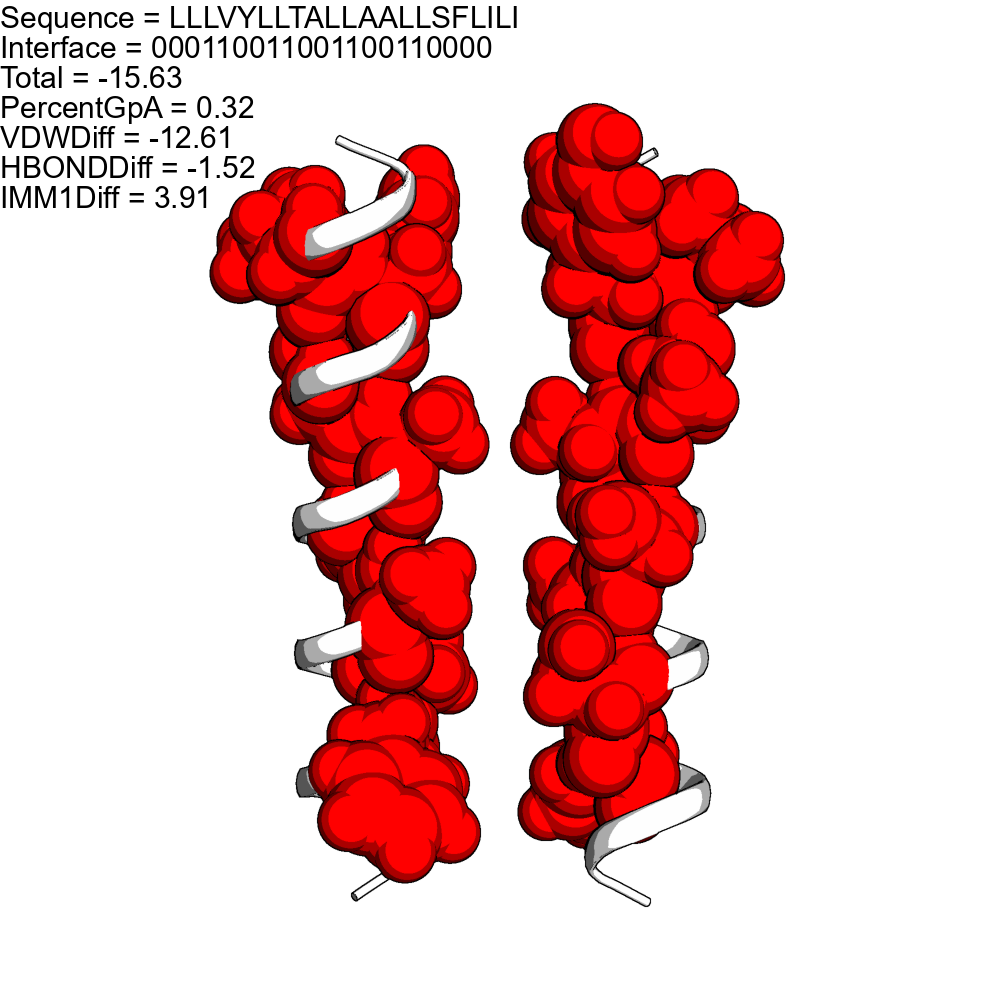 Sequence = LLLVYLLTALLAALLSFLILI
Interface = 000110011001100110000
Total = -15.63
PercentGpA = 0.32
VDWDiff = -12.61
HBONDDiff = -1.52
IMM1Diff = 3.91